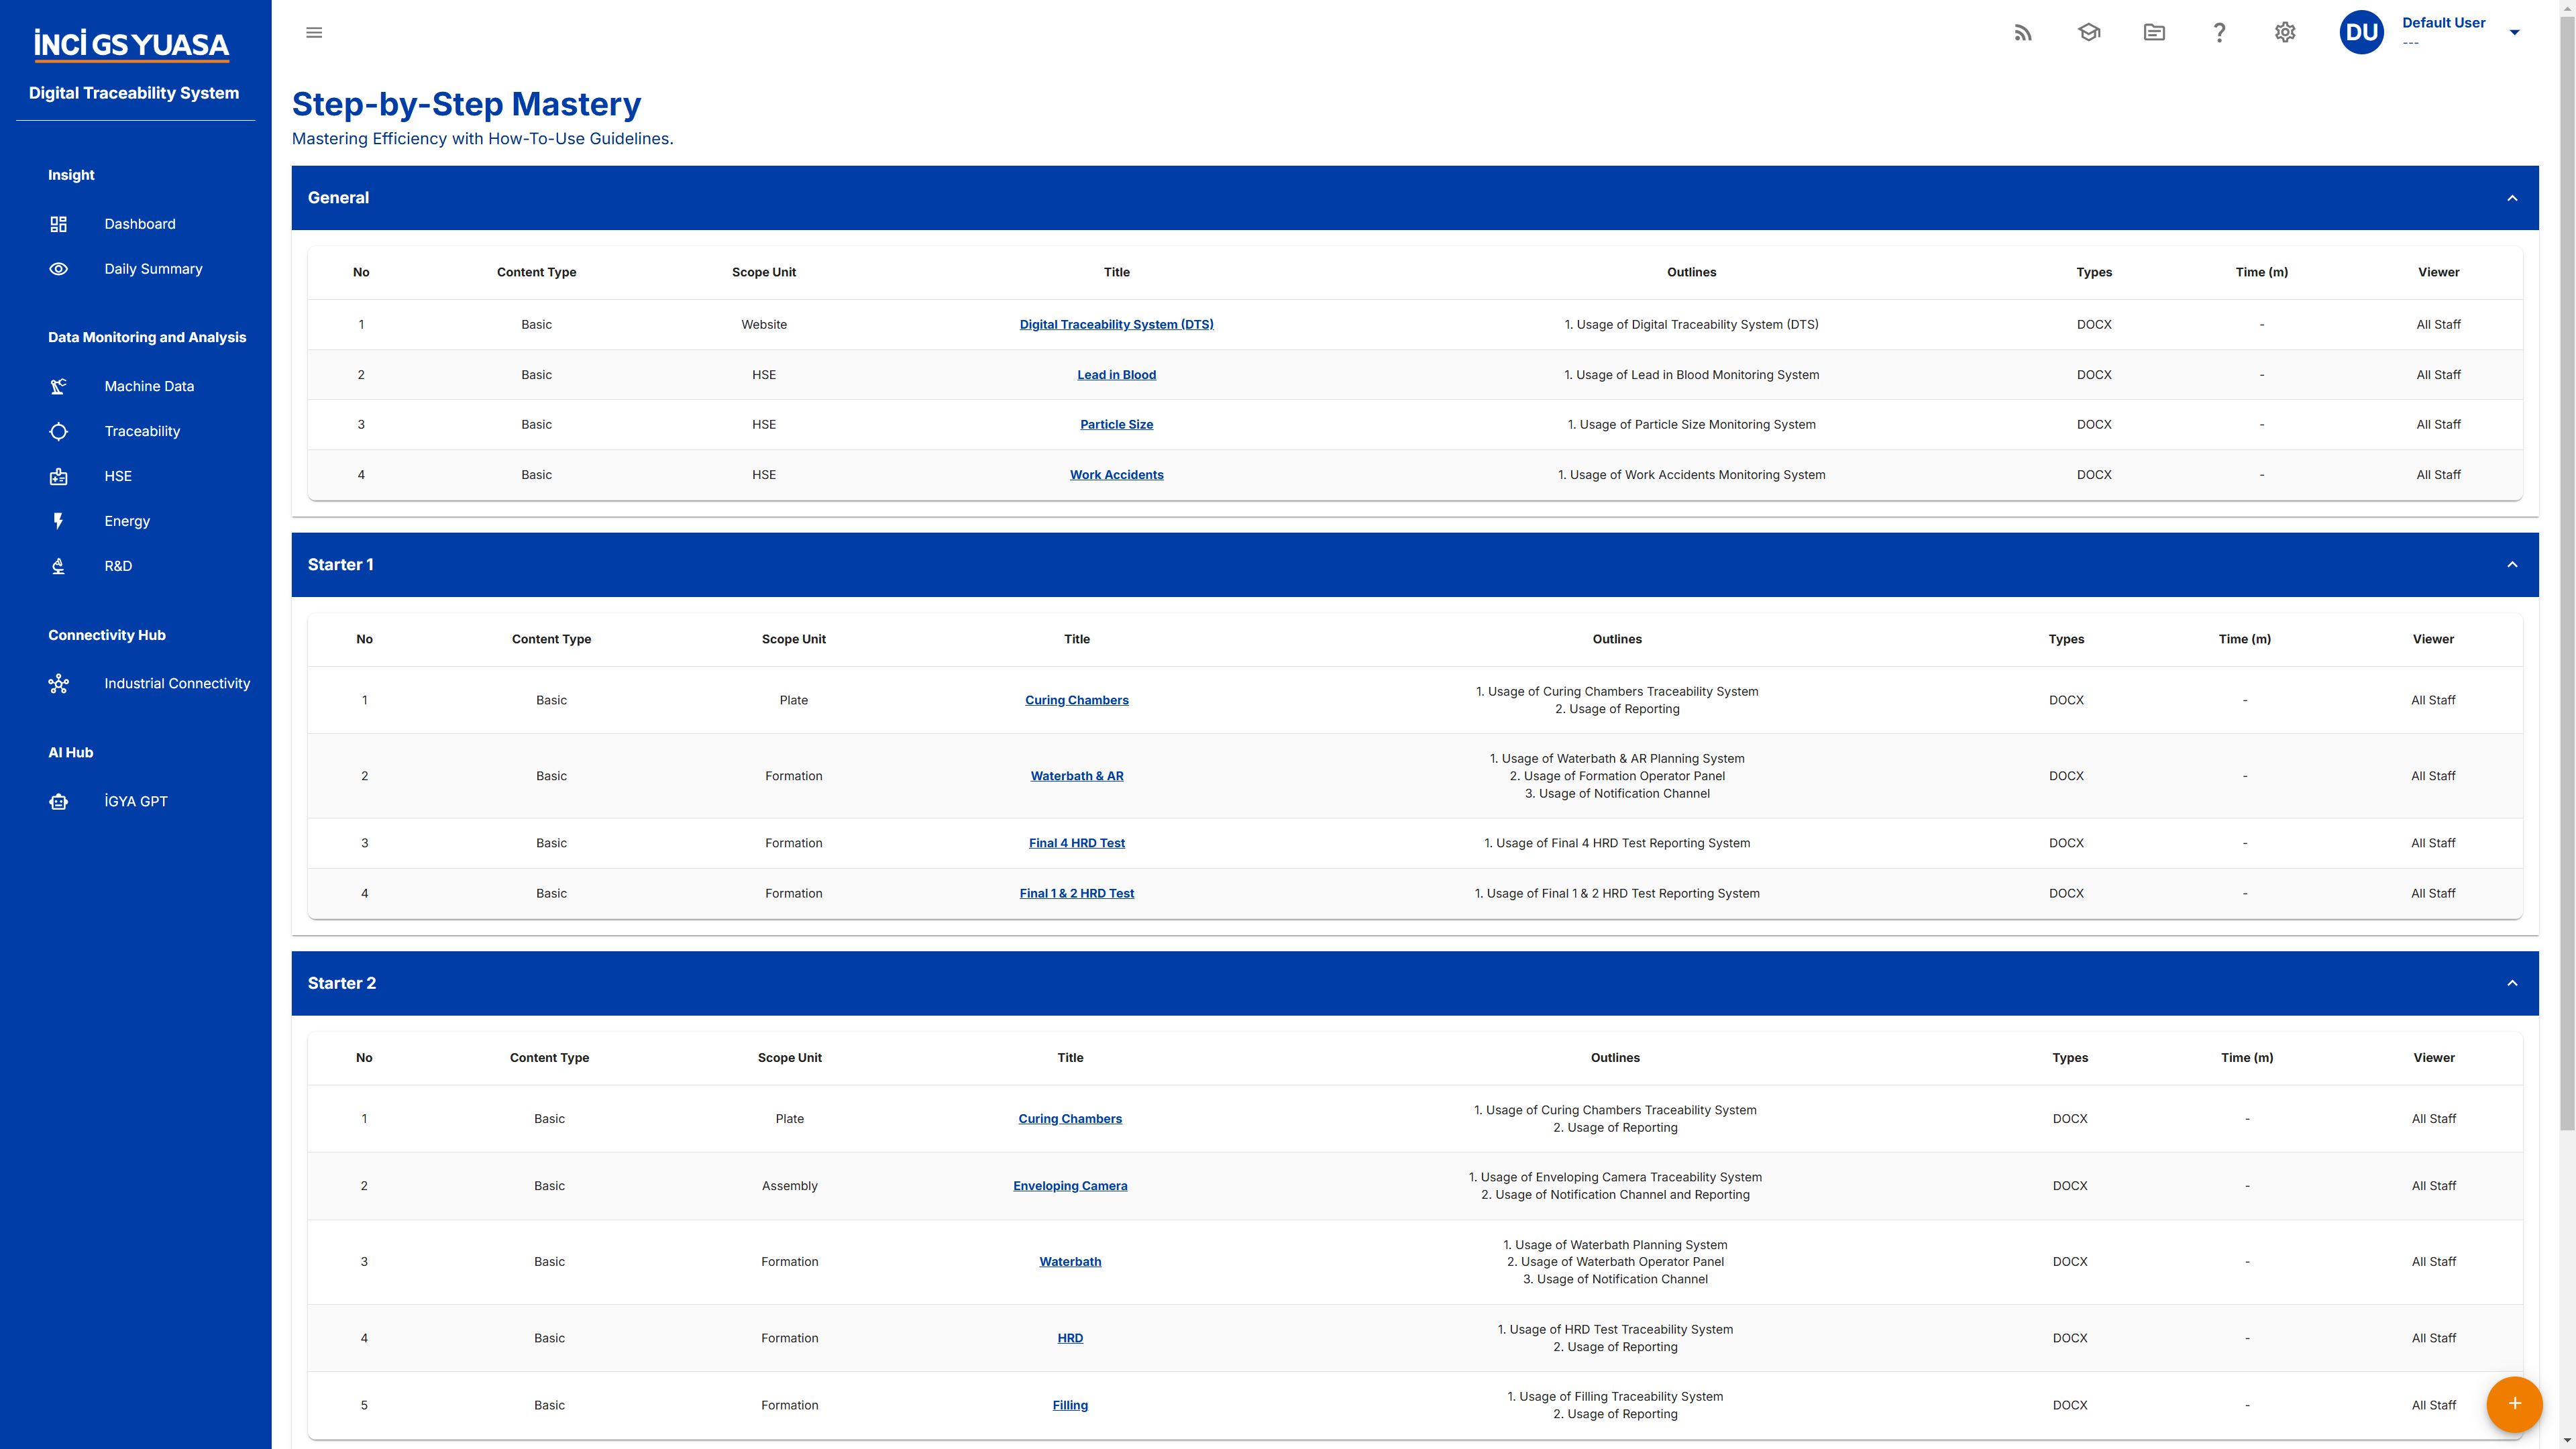 İNCİ GS YUASA
Digital Traceability System
Insight
Dashboard
Daily Summary
Data Monitoring and Analysis
Machine Data
Traceability
HSE
Energy
R&D
Connectivity Hub
Industrial Connectivity
AI Hub
İGYA GPT
DU
Default User
---
Step-by-Step Mastery
Mastering Efficiency with How-To-Use Guidelines.
General
No Content Type Scope Unit Title Outlines Types Time (m) Viewer
1 Basic Website Digital Traceability System (DTS) 1. Usage of Digital Traceability System (DTS) DOCX - All Staff
2 Basic HSE Lead in Blood 1. Usage of Lead in Blood Monitoring System DOCX - All Staff
3 Basic HSE Particle Size 1. Usage of Particle Size Monitoring System DOCX - All Staff
4 Basic HSE Work Accidents 1. Usage of Work Accidents Monitoring System DOCX - All Staff
Starter 1
No Content Type Scope Unit Title Outlines Types Time (m) Viewer
1 Basic Plate Curing Chambers 1. Usage of Curing Chambers Traceability System DOCX - All Staff
2. Usage of Reporting
2 Basic Formation Waterbath & AR 1. Usage of Waterbath & AR Planning System DOCX - All Staff
2. Usage of Formation Operator Panel
3. Usage of Notification Channel
3 Basic Formation Final 4 HRD Test 1. Usage of Final 4 HRD Test Reporting System DOCX - All Staff
4 Basic Formation Final 1 & 2 HRD Test 1. Usage of Final 1 & 2 HRD Test Reporting System DOCX - All Staff
Starter 2
No Content Type Scope Unit Title Outlines Types Time (m) Viewer
1 Basic Plate Curing Chambers 1. Usage of Curing Chambers Traceability System DOCX - All Staff
2. Usage of Reporting
2 Basic Assembly Enveloping Camera 1. Usage of Enveloping Camera Traceability System DOCX - All Staff
2. Usage of Notification Channel and Reporting
3 Basic Formation Waterbath 1. Usage of Waterbath Planning System DOCX - All Staff
2. Usage of Waterbath Operator Panel
3. Usage of Notification Channel
4 Basic Formation HRD 1. Usage of HRD Test Traceability System DOCX - All Staff
2. Usage of Reporting
5 Basic Formation Filling 1. Usage of Filling Traceability System DOCX - All Staff
2. Usage of Reporting